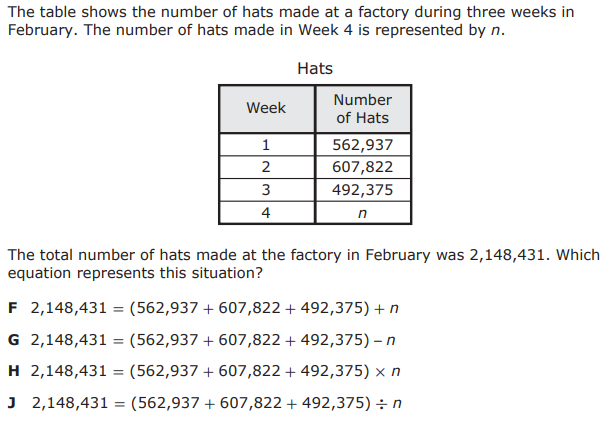 The table shows the number of hats made at a factory during three weeks in
February. The number of hats made in Week 4 is represented by n.
Hats
Week Number of Hats
1 562,937
2 607,822
3 492,375
4 n
The total number of hats made at the factory in February was 2,148,431. Which
equation represents this situation?
F 2,148,431 = (562,937 + 607,822 + 492,375) + n
G 2,148,431 = (562,937 + 607,822 + 492,375) – n
H 2,148,431 = (562,937 + 607,822 + 492,375) × n
J 2,148,431 = (562,937 + 607,822 + 492,375) ÷ n